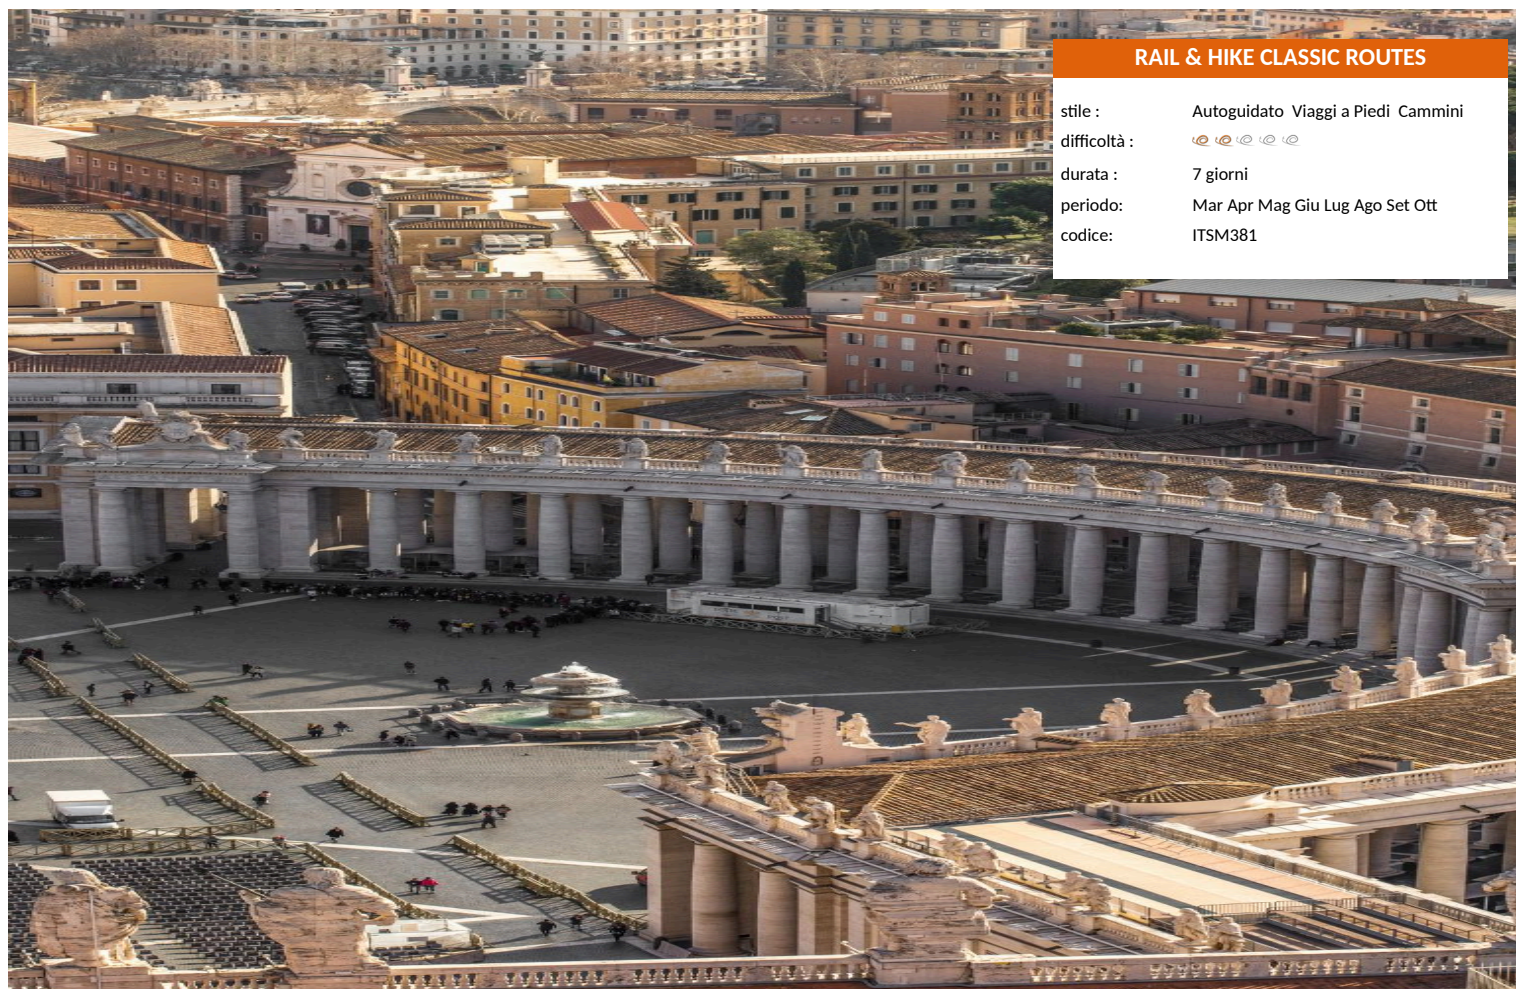 RAIL & HIKE CLASSIC ROUTES
stile : Autoguidato Viaggi a Piedi Cammini
difficoltà :
durata : 7 giorni
periodo: Mar Apr Mag Giu Lug Ago Set Ott
codice: ITSM381